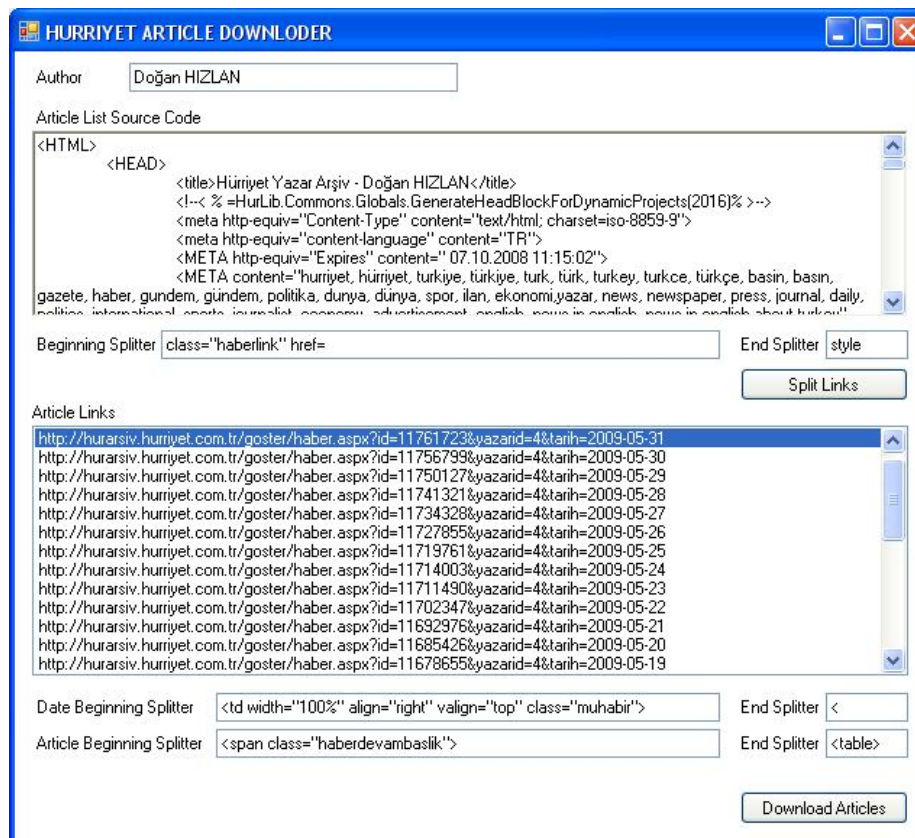 HURRIYET ARTICLE DOWNLODER
Author Doğan HIZLAN
Article List Source Code
<HTML>
<HEAD>
<title>Hürriyet Yazar Arşiv - Doğan HIZLAN</title>
<!--< % =HurLib.Commons.Globals.GenerateHeadBlockForDynamicProjects(2016)% >-->
<meta http-equiv="Content-Type" content="text/html; charset=iso-8859-9">
<meta http-equiv="content-language" content="TR">
<META http-equiv="Expires" content=" 07.10.2008 11:15:02">
<META content="hurriyet, hürriyet, turkiye, türkiye, turk, türk, turkey, turkce, türkçe, basin, basın,
gazete, haber, gundem, gündem, politika, dunya, dünya, spor, ilan, ekonomi,yazar, news, newspaper, press, journal, daily,
politics, international, sports, journalist, economy, advertisement, english, news in english, news in english about turkey"
Beginning Splitter class="haberlink" href= End Splitter style
Split Links
Article Links
http://hurarsiv.hurriyet.com.tr/goster/haber.aspx?id=11761723&yazarid=4&tarih=2009-05-31
http://hurarsiv.hurriyet.com.tr/goster/haber.aspx?id=11756799&yazarid=4&tarih=2009-05-30
http://hurarsiv.hurriyet.com.tr/goster/haber.aspx?id=11750127&yazarid=4&tarih=2009-05-29
http://hurarsiv.hurriyet.com.tr/goster/haber.aspx?id=11741321&yazarid=4&tarih=2009-05-28
http://hurarsiv.hurriyet.com.tr/goster/haber.aspx?id=11734328&yazarid=4&tarih=2009-05-27
http://hurarsiv.hurriyet.com.tr/goster/haber.aspx?id=11727855&yazarid=4&tarih=2009-05-26
http://hurarsiv.hurriyet.com.tr/goster/haber.aspx?id=11719761&yazarid=4&tarih=2009-05-25
http://hurarsiv.hurriyet.com.tr/goster/haber.aspx?id=11714003&yazarid=4&tarih=2009-05-24
http://hurarsiv.hurriyet.com.tr/goster/haber.aspx?id=11711490&yazarid=4&tarih=2009-05-23
http://hurarsiv.hurriyet.com.tr/goster/haber.aspx?id=11702347&yazarid=4&tarih=2009-05-22
http://hurarsiv.hurriyet.com.tr/goster/haber.aspx?id=11692976&yazarid=4&tarih=2009-05-21
http://hurarsiv.hurriyet.com.tr/goster/haber.aspx?id=11685426&yazarid=4&tarih=2009-05-20
http://hurarsiv.hurriyet.com.tr/goster/haber.aspx?id=11678655&yazarid=4&tarih=2009-05-19
Date Beginning Splitter <td width="100%" align="right" valign="top" class="muhabir"> End Splitter <
Article Beginning Splitter <span class="haberdevambaslik"> End Splitter <table>
Download Articles